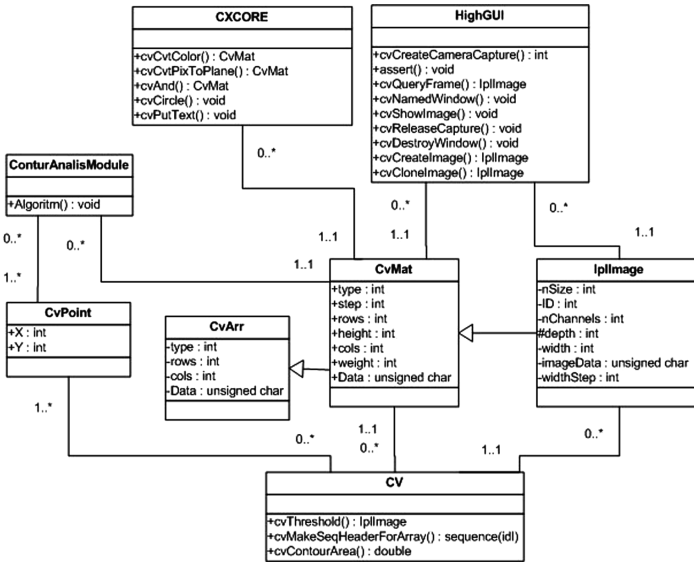 CXCORE
+cvCvtColor() : CvMat
+cvCvtPixToPlane() : CvMat
+cvAnd() : CvMat
+cvCircle() : void
+cvPutText() : void
HighGUI
+cvCreateCameraCapture() : int
+assert() : void
+cvQueryFrame() : IplImage
+cvNamedWindow() : void
+cvShowImage() : void
+cvReleaseCapture() : void
+cvDestroyWindow() : void
+cvCreateImage() : IplImage
+cvCloneImage() : IplImage
ConturAnalisModule
+Algoritm() : void
0..*
0..*
0..*
0..*
0..*
1..1
1..1
1..1
1..1
1..*
CvPoint
+X : int
+Y : int
CvArr
-type : int
-rows : int
-cols : int
-Data : unsigned char
CvMat
+type : int
+step : int
+rows : int
+height : int
+cols : int
+weight : int
+Data : unsigned char
IplImage
-nSize : int
-ID : int
-nChannels : int
#depth : int
-width : int
-imageData : unsigned char
-widthStep : int
1..*
0..*
1..1
0..*
1..1
0..*
CV
+cvThreshold() : IplImage
+cvMakeSeqHeaderForArray() : sequence(idl)
+cvContourArea() : double